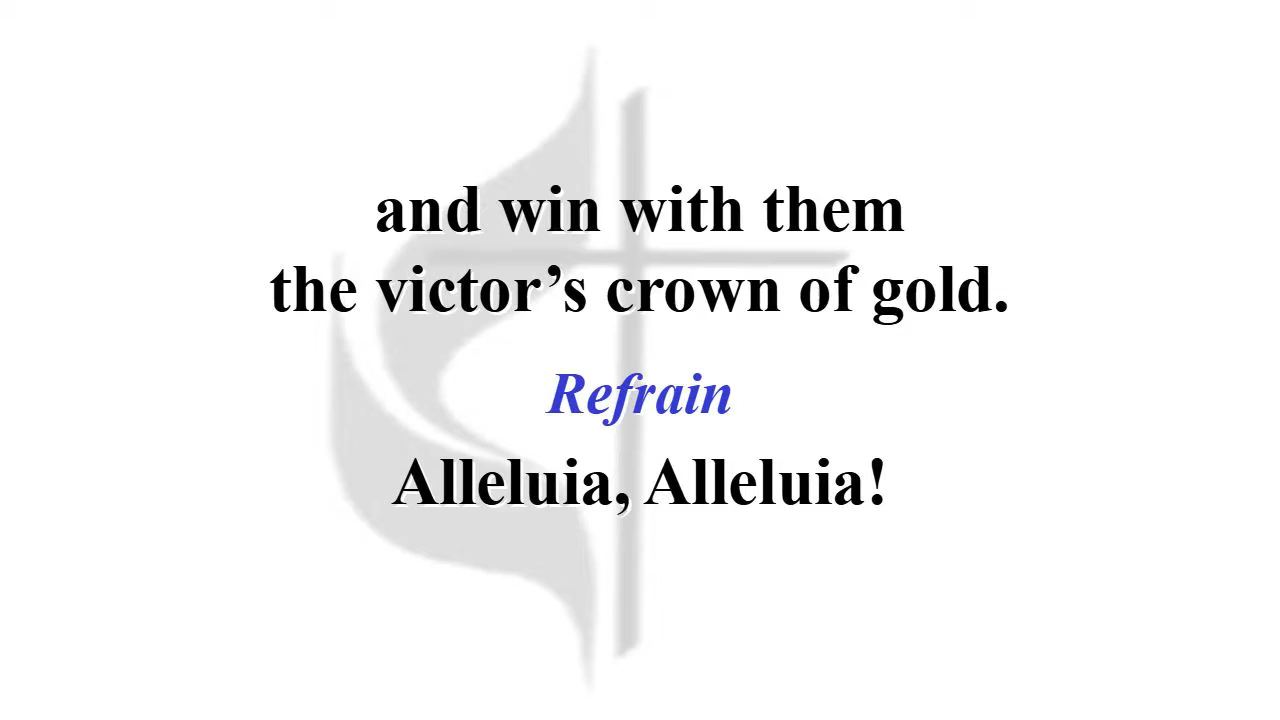 and win with them
the victor’s crown of gold.
Refrain
Alleluia, Alleluia!